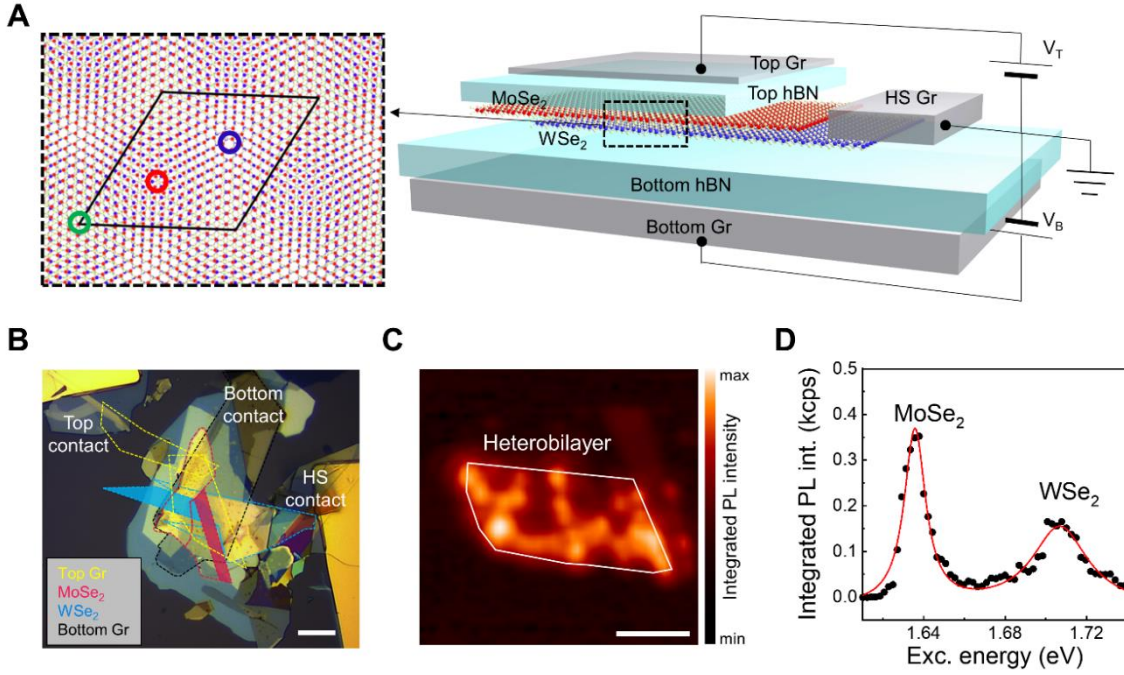 A
Top Gr
V_T
Top hBN
HS Gr
MoSe₂
WSe₂
Bottom hBN
V_B
Bottom Gr
B
Bottom
contact
Top
contact
HS
contact
Top Gr
MoSe₂
WSe₂
Bottom Gr
C
Heterobilayer
max
Integrated PL intensity
min
D
0.5
0.4
0.3
0.2
0.1
0.0
Integrated PL int. (kcps)
MoSe₂
WSe₂
1.64
1.68
1.72
Exc. energy (eV)